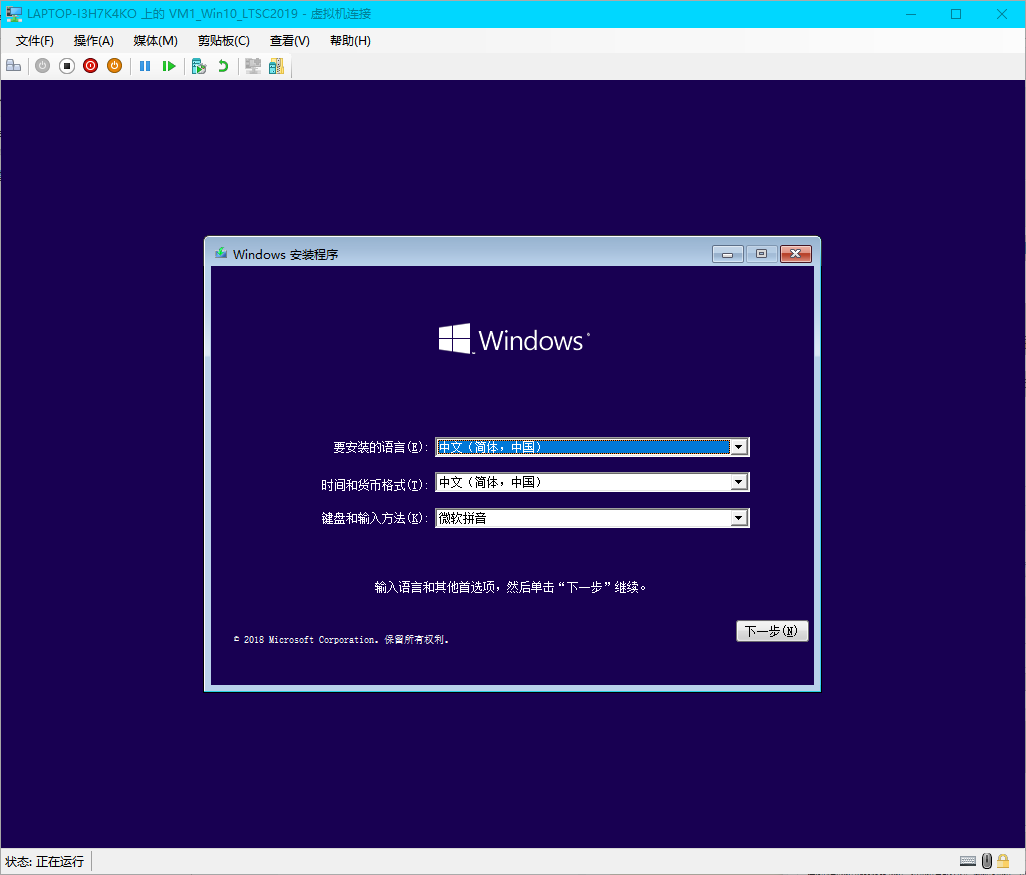 LAPTOP-I3H7K4KO 上的 VM1_Win10_LTSC2019 - 虚拟机连接
文件(F) 操作(A) 媒体(M) 剪贴板(C) 查看(V) 帮助(H)
Windows 安装程序
Windows
要安装的语言(E): 中文(简体，中国)
时间和货币格式(T): 中文(简体，中国)
键盘和输入方法(K): 微软拼音
输入语言和其他首选项，然后单击“下一步”继续。
© 2018 Microsoft Corporation。保留所有权利。
下一步(N)
状态: 正在运行